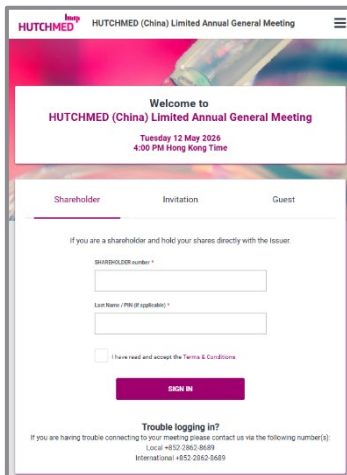 HUTCHMED
HUTCHMED (China) Limited Annual General Meeting
Welcome to
HUTCHMED (China) Limited Annual General Meeting
Tuesday 12 May 2026
4:00 PM Hong Kong Time
Shareholder
Invitation
Guest
If you are a shareholder and hold your shares directly with the Issuer.
SHAREHOLDER number *
Last Name / PIN (if applicable) *
I have read and accept the Terms & Conditions
SIGN IN
Trouble logging in?
If you are having trouble connecting to your meeting please contact us via the following number(s):
Local +852-2862-8689
International +852-2862-8689